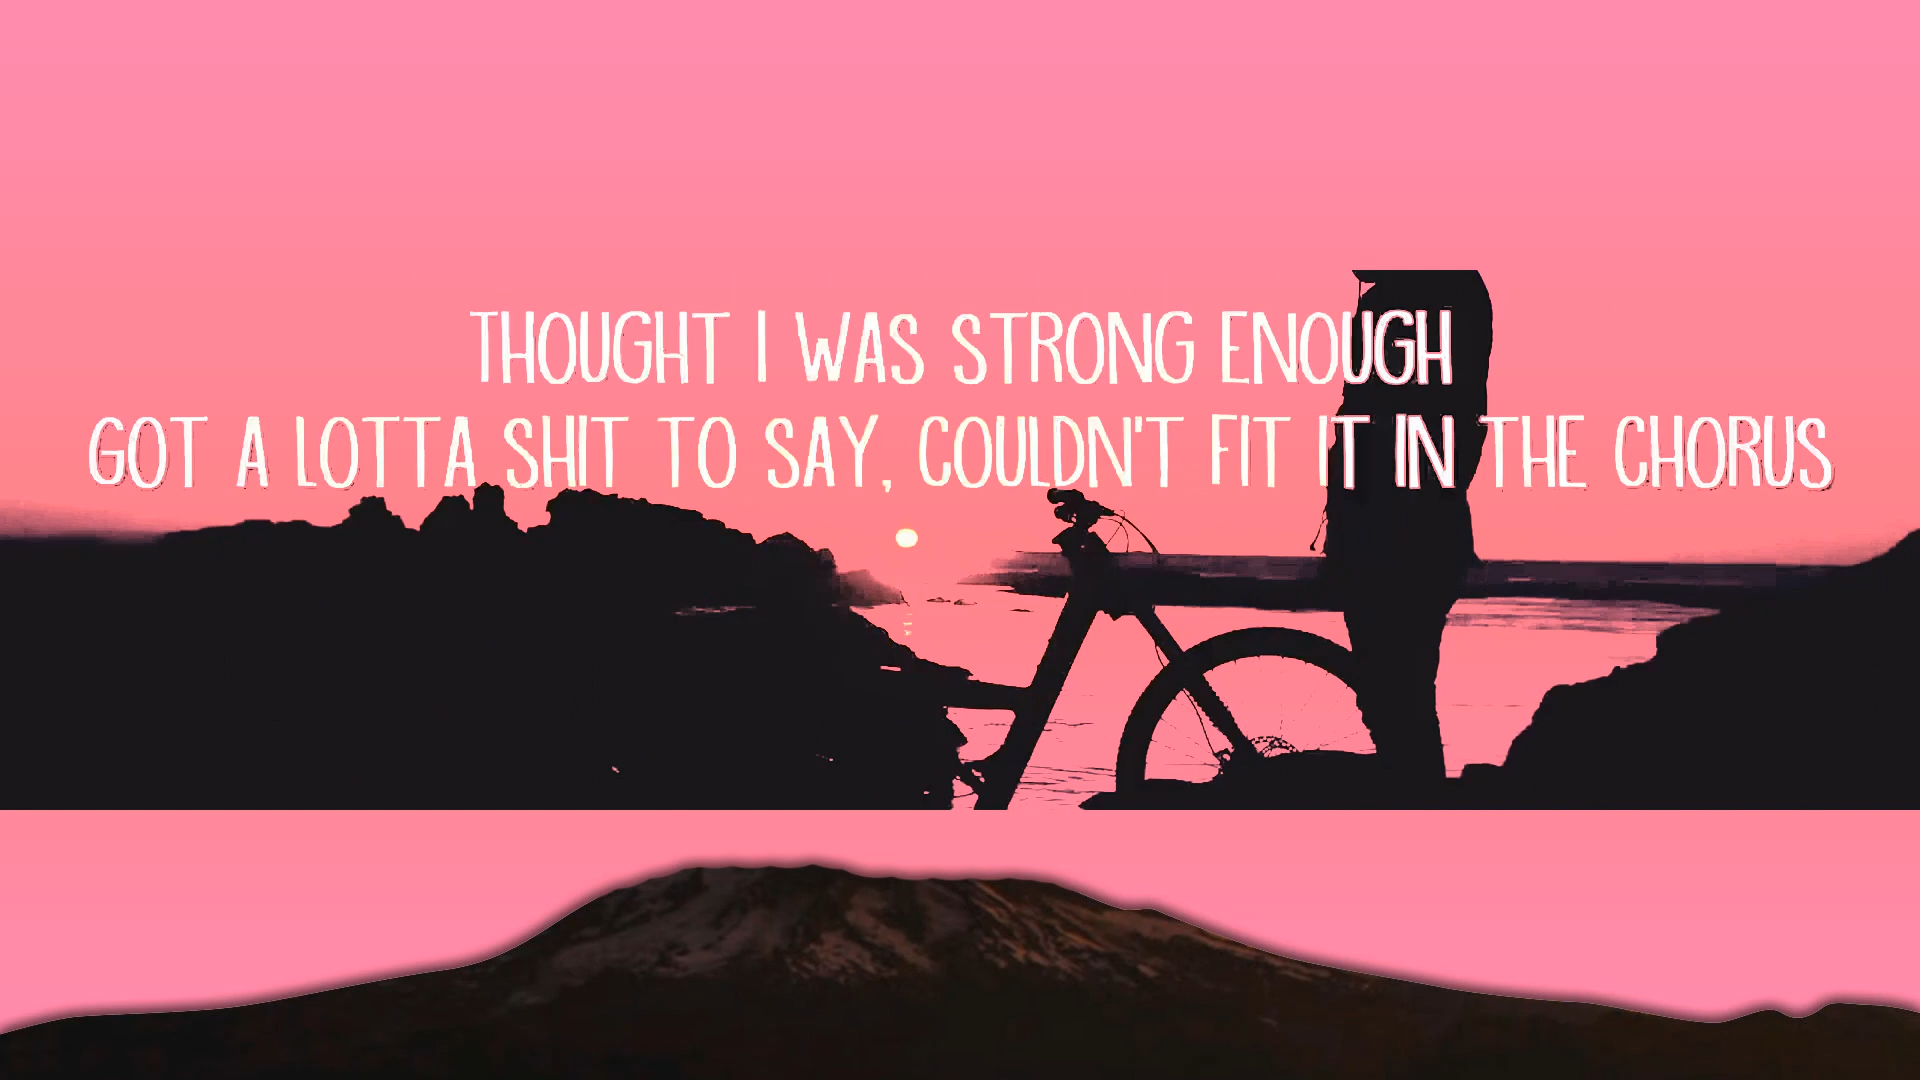 THOUGHT I WAS STRONG ENOUGH
GOT A LOTTA SHIT TO SAY, COULDN'T FIT IT IN THE CHORUS